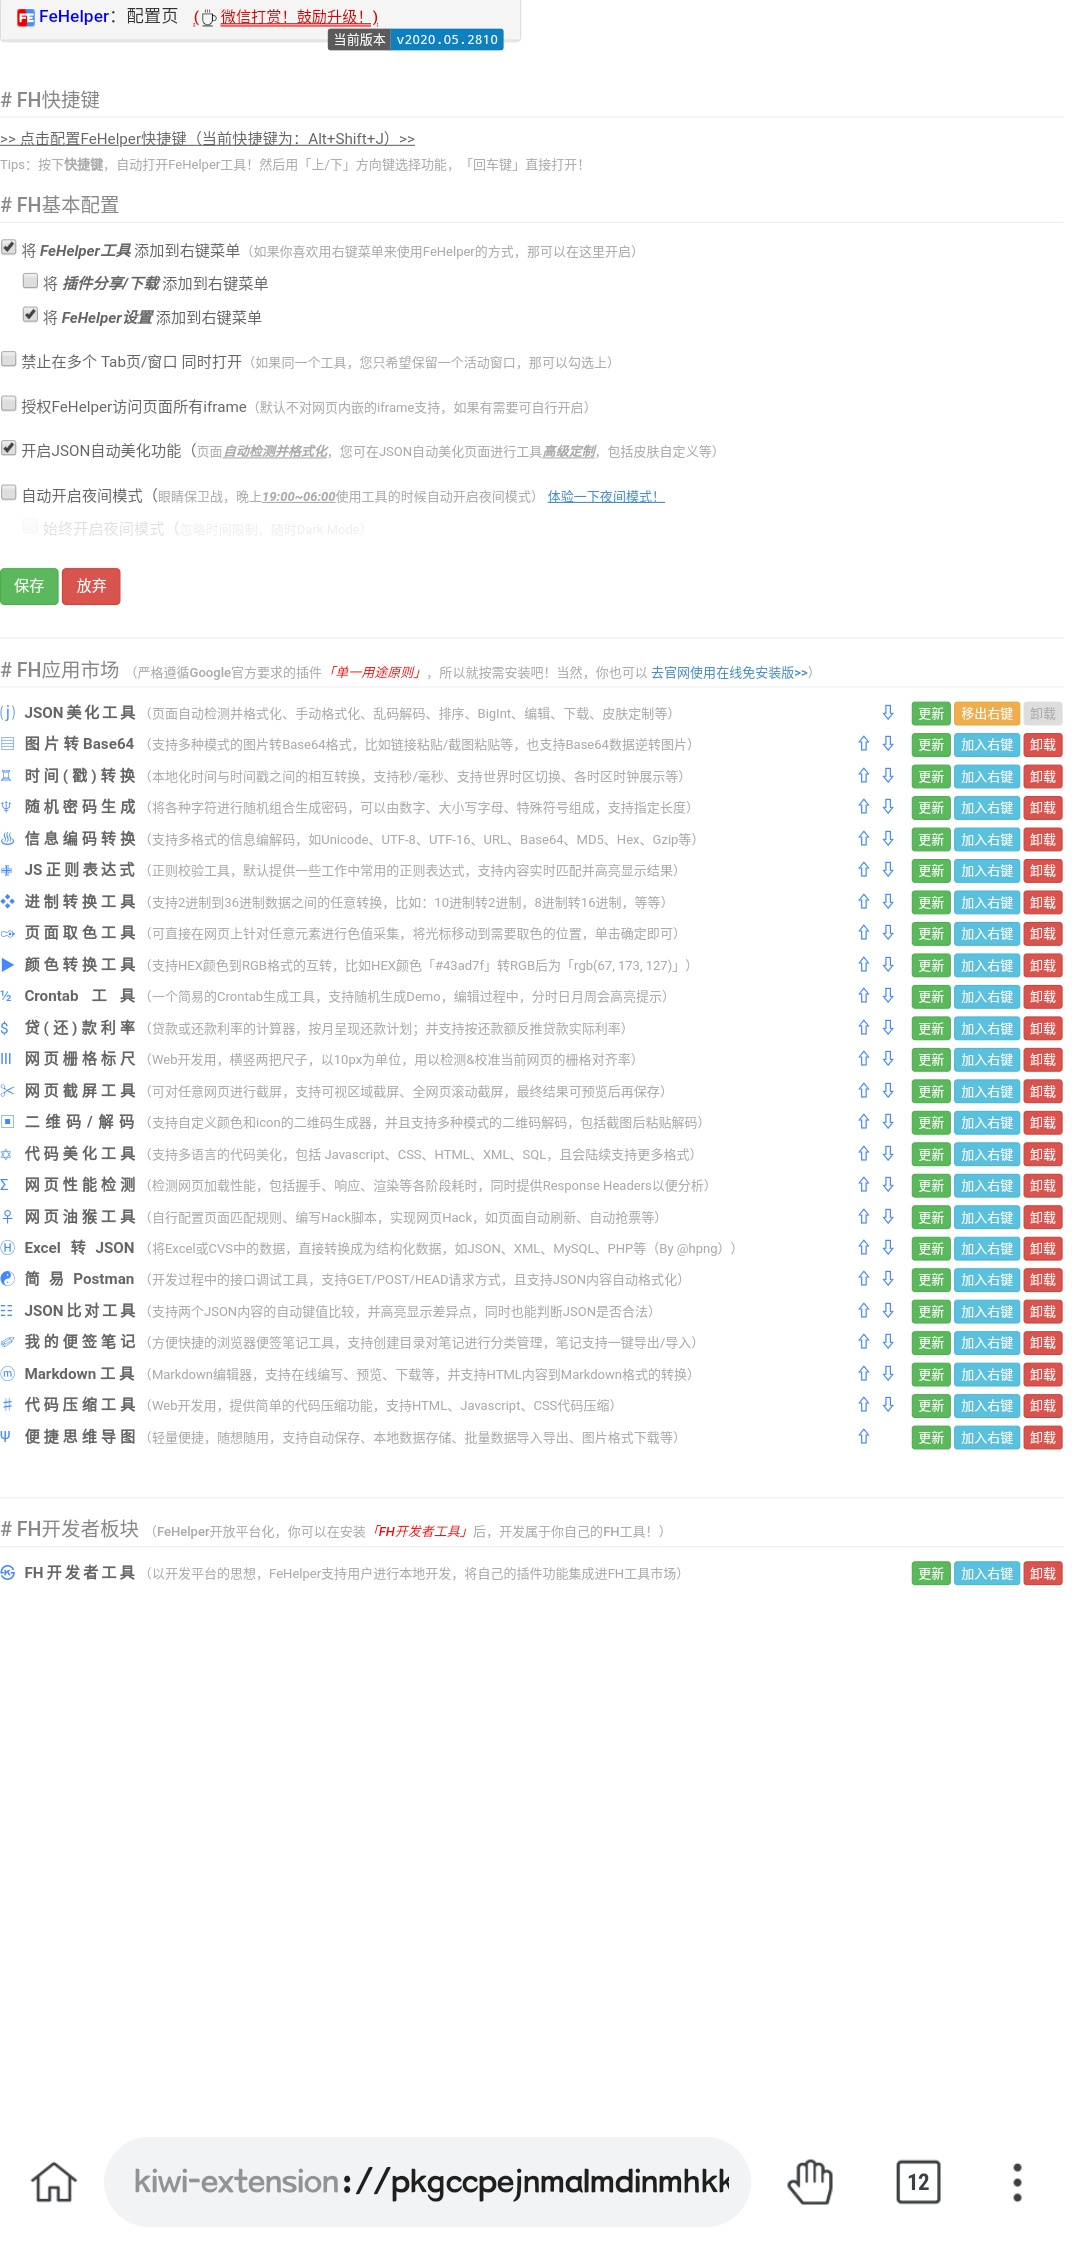 FeHelper：配置页 (微信打赏！鼓励升级！)
当前版本 v2020.05.2810
# FH快捷键
>> 点击配置FeHelper快捷键（当前快捷键为：Alt+Shift+J）>>
Tips：按下快捷键，自动打开FeHelper工具！然后用「上/下」方向键选择功能，「回车键」直接打开！
# FH基本配置
将 FeHelper工具 添加到右键菜单（如果你喜欢用右键菜单来使用FeHelper的方式，那可以在这里开启）
将 插件分享/下载 添加到右键菜单
将 FeHelper设置 添加到右键菜单
禁止在多个 Tab页/窗口 同时打开（如果同一个工具，您只希望保留一个活动窗口，那可以勾选上）
授权FeHelper访问页面所有iframe（默认不对网页内嵌的iframe支持，如果有需要可自行开启）
开启JSON自动美化功能（页面自动检测并格式化，您可在JSON自动美化页面进行工具高级定制，包括皮肤自定义等）
自动开启夜间模式（眼睛保卫战，晚上19:00~06:00使用工具的时候自动开启夜间模式） 体验一下夜间模式！
始终开启夜间模式（忽略时间限制，随时Dark Mode）
保存 放弃
# FH应用市场 （严格遵循Google官方要求的插件「单一用途原则」，所以就按需安装吧！当然，你也可以 去官网使用在线免安装版>>）
(j) JSON美化工具（页面自动检测并格式化、手动格式化、乱码解码、排序、BigInt、编辑、下载、皮肤定制等） ⇩ 更新 移出右键 卸载
▤ 图片转Base64（支持多种模式的图片转Base64格式，比如链接粘贴/截图粘贴等，也支持Base64数据逆转图片） ⇧ ⇩ 更新 加入右键 卸载
♖ 时间(戳)转换（本地化时间与时间戳之间的相互转换，支持秒/毫秒、支持世界时区切换、各时区时钟展示等） ⇧ ⇩ 更新 加入右键 卸载
♆ 随机密码生成（将各种字符进行随机组合生成密码，可以由数字、大小写字母、特殊符号组成，支持指定长度） ⇧ ⇩ 更新 加入右键 卸载
♨ 信息编码转换（支持多格式的信息编解码，如Unicode、UTF-8、UTF-16、URL、Base64、MD5、Hex、Gzip等） ⇧ ⇩ 更新 加入右键 卸载
✙ JS正则表达式（正则校验工具，默认提供一些工作中常用的正则表达式，支持内容实时匹配并高亮显示结果） ⇧ ⇩ 更新 加入右键 卸载
❖ 进制转换工具（支持2进制到36进制数据之间的任意转换，比如：10进制转2进制，8进制转16进制，等等） ⇧ ⇩ 更新 加入右键 卸载
页面取色工具（可直接在网页上针对任意元素进行色值采集，将光标移动到需要取色的位置，单击确定即可） ⇧ ⇩ 更新 加入右键 卸载
▶ 颜色转换工具（支持HEX颜色到RGB格式的互转，比如HEX颜色「#43ad7f」转RGB后为「rgb(67, 173, 127)」） ⇧ ⇩ 更新 加入右键 卸载
½ Crontab 工 具（一个简易的Crontab生成工具，支持随机生成Demo，编辑过程中，分时日月周会高亮提示） ⇧ ⇩ 更新 加入右键 卸载
$ 贷(还)款利率（贷款或还款利率的计算器，按月呈现还款计划；并支持按还款额反推贷款实际利率） ⇧ ⇩ 更新 加入右键 卸载
Ⅲ 网页栅格标尺（Web开发用，横竖两把尺子，以10px为单位，用以检测&校准当前网页的栅格对齐率） ⇧ ⇩ 更新 加入右键 卸载
✂ 网页截屏工具（可对任意网页进行截屏，支持可视区域截屏、全网页滚动截屏，最终结果可预览后再保存） ⇧ ⇩ 更新 加入右键 卸载
▣ 二维码/解码（支持自定义颜色和icon的二维码生成器，并且支持多种模式的二维码解码，包括截图后粘贴解码） ⇧ ⇩ 更新 加入右键 卸载
✡ 代码美化工具（支持多语言的代码美化，包括 Javascript、CSS、HTML、XML、SQL，且会陆续支持更多格式） ⇧ ⇩ 更新 加入右键 卸载
Σ 网页性能检测（检测网页加载性能，包括握手、响应、渲染等各阶段耗时，同时提供Response Headers以便分析） ⇧ ⇩ 更新 加入右键 卸载
♀ 网页油猴工具（自行配置页面匹配规则、编写Hack脚本，实现网页Hack，如页面自动刷新、自动抢票等） ⇧ ⇩ 更新 加入右键 卸载
Ⓗ Excel 转 JSON（将Excel或CVS中的数据，直接转换成为结构化数据，如JSON、XML、MySQL、PHP等（By @hpng）） ⇧ ⇩ 更新 加入右键 卸载
☯ 简 易 Postman（开发过程中的接口调试工具，支持GET/POST/HEAD请求方式，且支持JSON内容自动格式化） ⇧ ⇩ 更新 加入右键 卸载
☷ JSON比对工具（支持两个JSON内容的自动键值比较，并高亮显示差异点，同时也能判断JSON是否合法） ⇧ ⇩ 更新 加入右键 卸载
✐ 我的便签笔记（方便快捷的浏览器便签笔记工具，支持创建目录对笔记进行分类管理，笔记支持一键导出/导入） ⇧ ⇩ 更新 加入右键 卸载
ⓜ Markdown 工具（Markdown编辑器，支持在线编写、预览、下载等，并支持HTML内容到Markdown格式的转换） ⇧ ⇩ 更新 加入右键 卸载
♯ 代码压缩工具（Web开发用，提供简单的代码压缩功能，支持HTML、Javascript、CSS代码压缩） ⇧ ⇩ 更新 加入右键 卸载
Ψ 便捷思维导图（轻量便捷，随想随用，支持自动保存、本地数据存储、批量数据导入导出、图片格式下载等） ⇧ 更新 加入右键 卸载
# FH开发者板块 （FeHelper开放平台化，你可以在安装「FH开发者工具」后，开发属于你自己的FH工具！）
FH开发者工具（以开发平台的思想，FeHelper支持用户进行本地开发，将自己的插件功能集成进FH工具市场） 更新 加入右键 卸载
kiwi-extension://pkgccpejnmalmdinmhkk 12